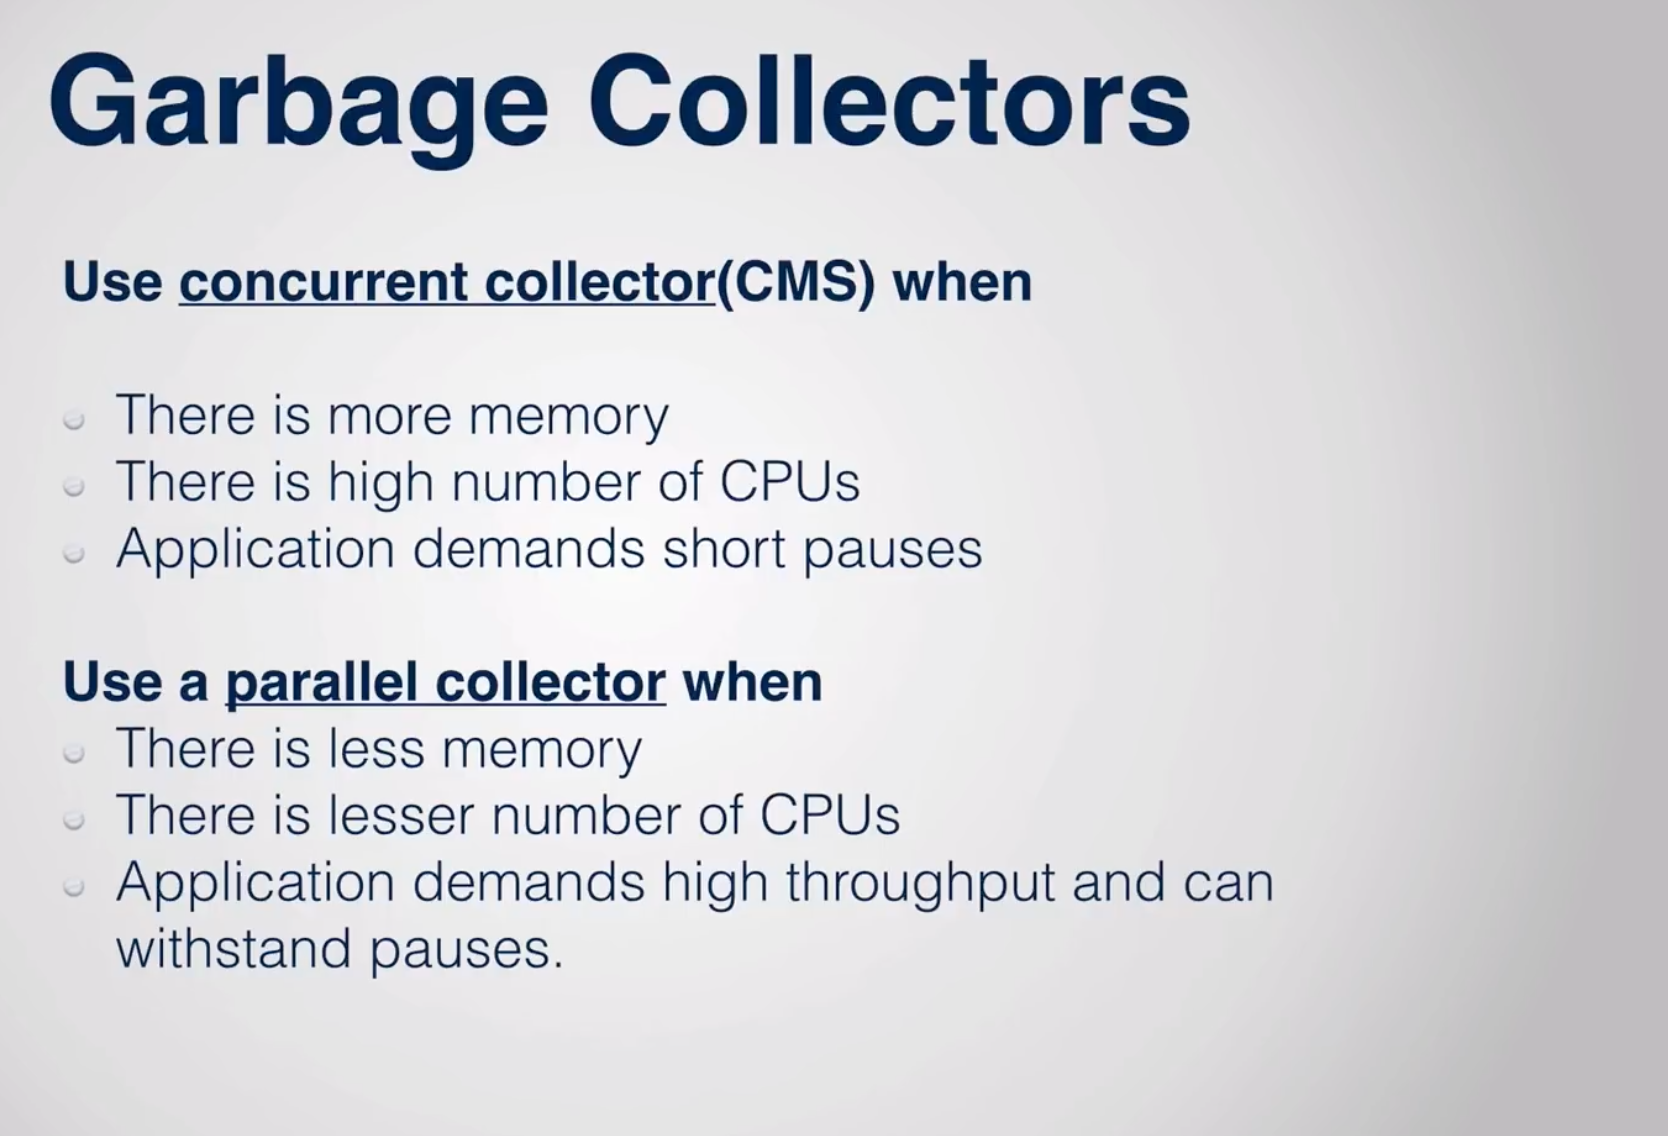 Garbage Collectors
Use concurrent collector(CMS) when
There is more memory
There is high number of CPUs
Application demands short pauses
Use a parallel collector when
There is less memory
There is lesser number of CPUs
Application demands high throughput and can
withstand pauses.